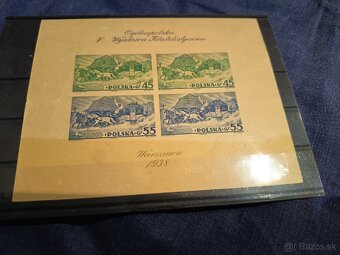 Ogólnopolska
V Wystawa Filatelistyczna
POLSKA 45 POLSKA 45
POLSKA 55 POLSKA 55
Warszawa
1938
© Bazos.sk